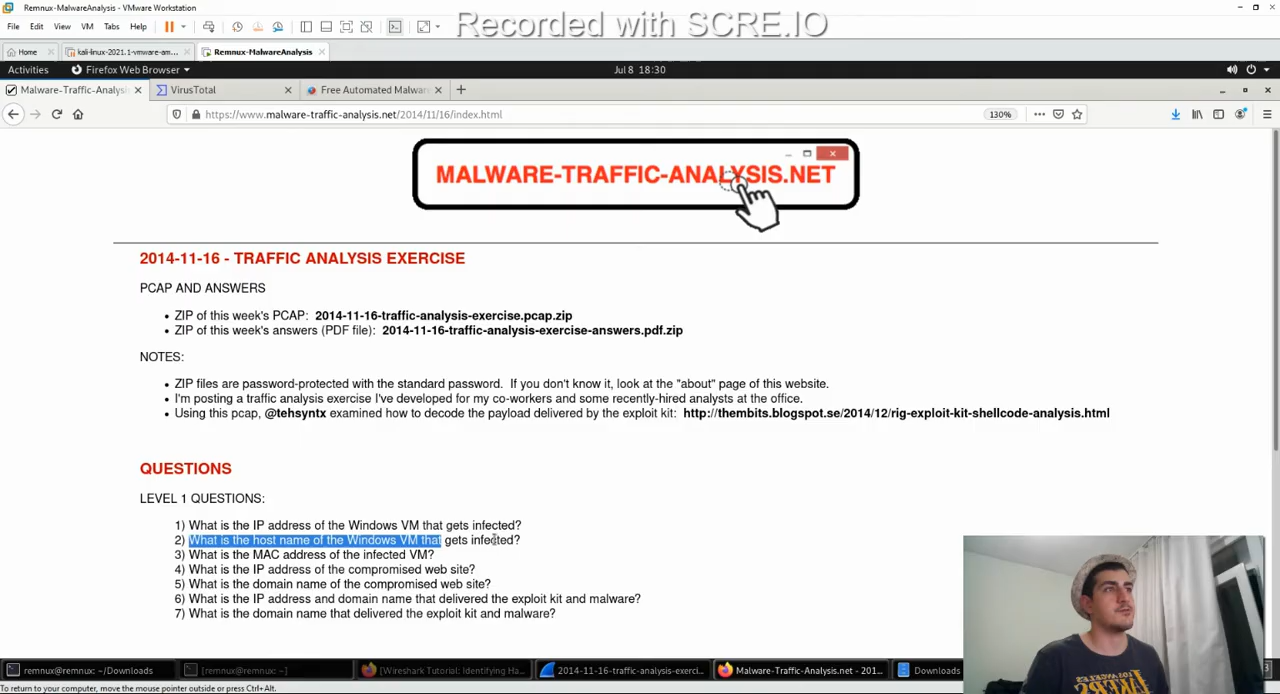 Remnux-MalwareAnalysis - VMware Workstation
Recorded with SCRE.IO
File Edit View VM Tabs Help
Home kali-linux-2021.1-vmware-am... Remnux-MalwareAnalysis
Activities Firefox Web Browser Jul 8 18:30
Malware-Traffic-Analysis VirusTotal Free Automated Malware
https://www.malware-traffic-analysis.net/2014/11/16/index.html 130%
MALWARE-TRAFFIC-ANALYSIS.NET
2014-11-16 - TRAFFIC ANALYSIS EXERCISE
PCAP AND ANSWERS
• ZIP of this week's PCAP: 2014-11-16-traffic-analysis-exercise.pcap.zip
• ZIP of this week's answers (PDF file): 2014-11-16-traffic-analysis-exercise-answers.pdf.zip
NOTES:
• ZIP files are password-protected with the standard password. If you don't know it, look at the "about" page of this website.
• I'm posting a traffic analysis exercise I've developed for my co-workers and some recently-hired analysts at the office.
• Using this pcap, @tehsyntx examined how to decode the payload delivered by the exploit kit: http://thembits.blogspot.se/2014/12/rig-exploit-kit-shellcode-analysis.html
QUESTIONS
LEVEL 1 QUESTIONS:
1) What is the IP address of the Windows VM that gets infected?
2) What is the host name of the Windows VM that gets infected?
3) What is the MAC address of the infected VM?
4) What is the IP address of the compromised web site?
5) What is the domain name of the compromised web site?
6) What is the IP address and domain name that delivered the exploit kit and malware?
7) What is the domain name that delivered the exploit kit and malware?
remnux@remnux: ~/Downloads [remnux@remnux: ~] [Wireshark Tutorial: Identifying Ha... 2014-11-16-traffic-analysis-exerci... Malware-Traffic-Analysis.net - 201... Downloads
To return to your computer, move the mouse pointer outside or press Ctrl+Alt.